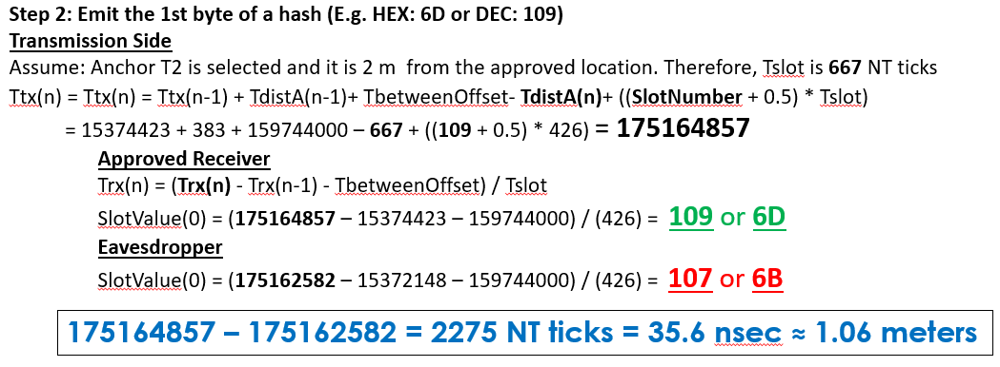 Step 2: Emit the 1st byte of a hash (E.g. HEX: 6D or DEC: 109)
Transmission Side
Assume: Anchor T2 is selected and it is 2 m from the approved location. Therefore, Tslot is 667 NT ticks
Ttx(n) = Ttx(n) = Ttx(n-1) + TdistA(n-1)+ TbetweenOffset- TdistA(n)+ ((SlotNumber + 0.5) * Tslot)
= 15374423 + 383 + 159744000 – 667 + ((109 + 0.5) * 426) = 175164857
Approved Receiver
Trx(n) = (Trx(n) - Trx(n-1) - TbetweenOffset) / Tslot
SlotValue(0) = (175164857 – 15374423 – 159744000) / (426) = 109 or 6D
Eavesdropper
SlotValue(0) = (175162582 – 15372148 – 159744000) / (426) = 107 or 6B
175164857 – 175162582 = 2275 NT ticks = 35.6 nsec ≈ 1.06 meters